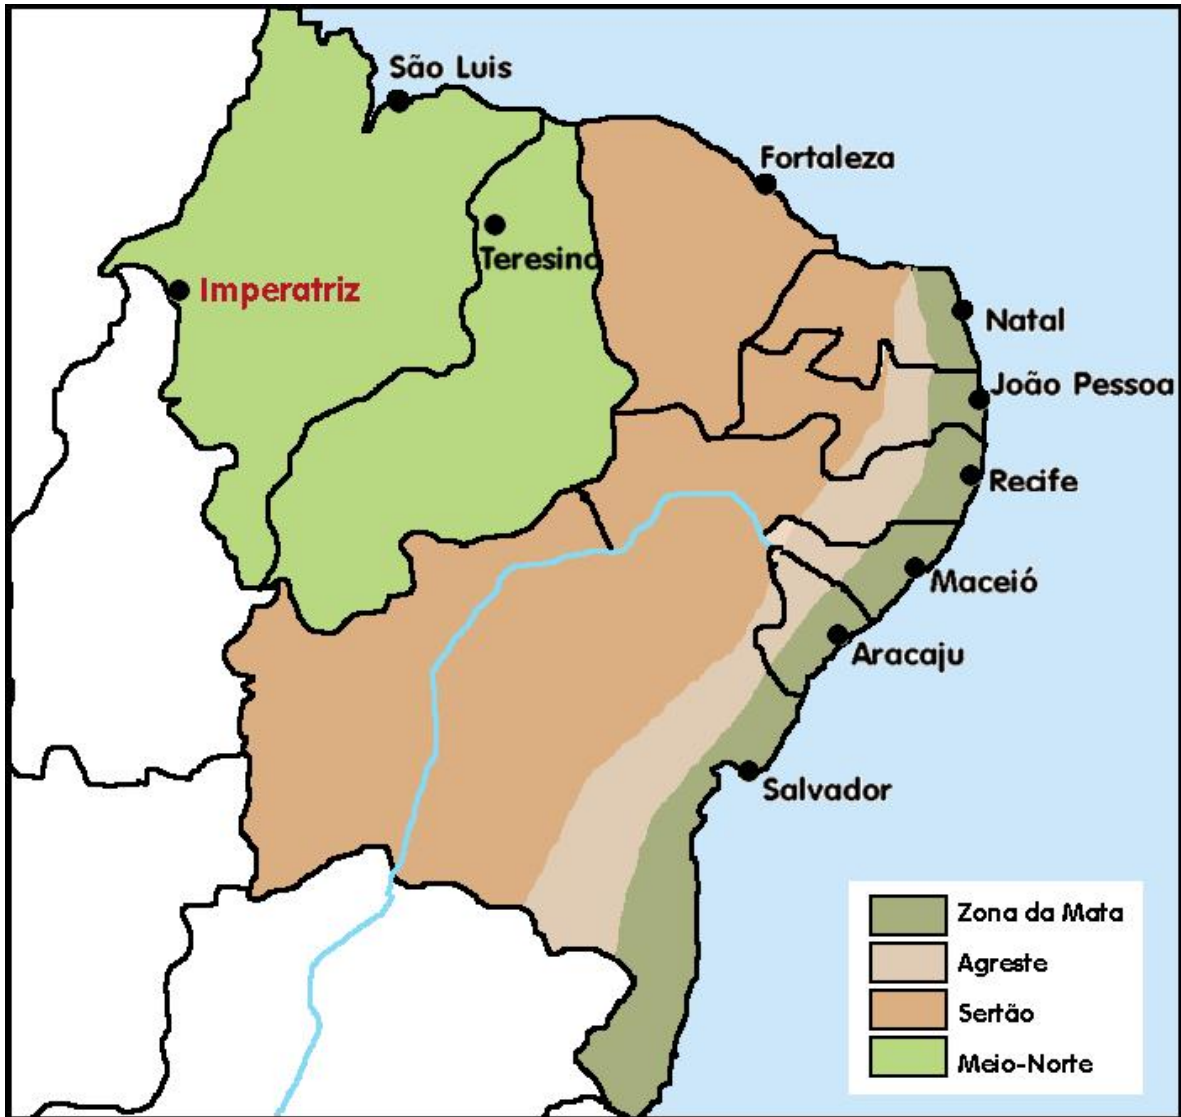 São Luis
Fortaleza
Teresina
Imperatriz
Natal
João Pessoa
Recife
Maceió
Aracaju
Salvador
Zona da Mata
Agreste
Sertão
Meio-Norte